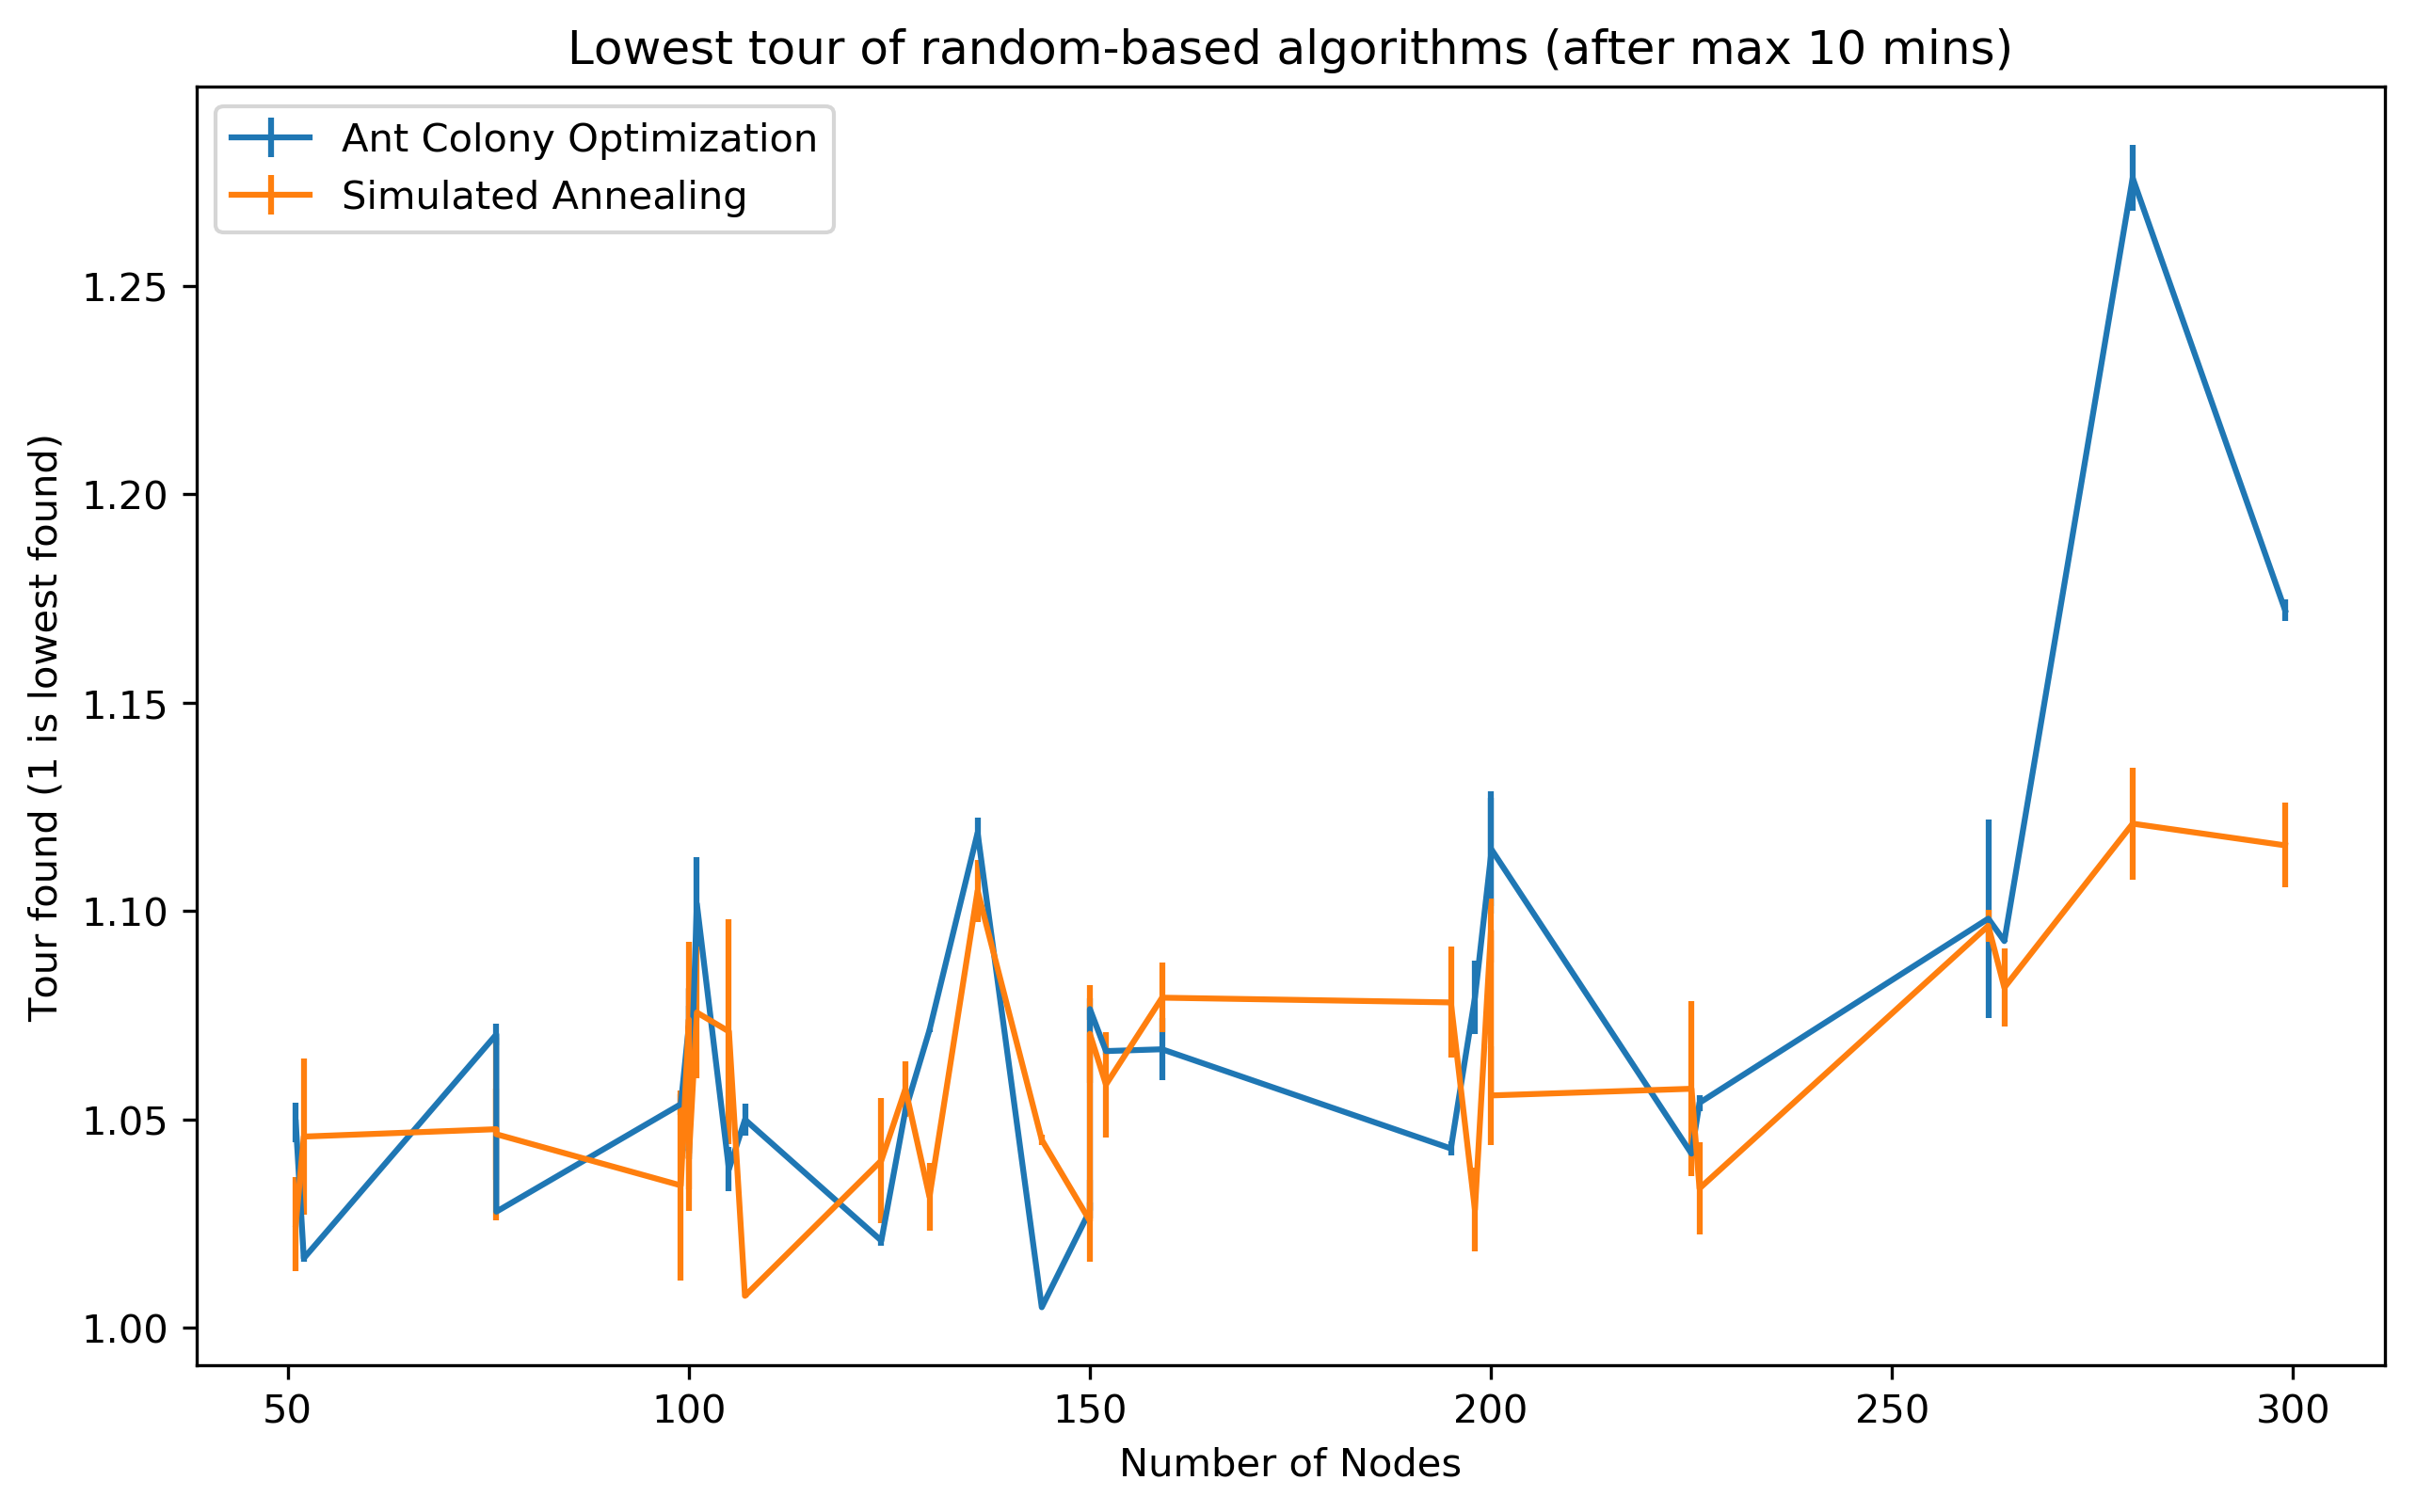 Lowest tour of random-based algorithms (after max 10 mins)
Ant Colony Optimization
Simulated Annealing
Tour found (1 is lowest found)
1.25
1.20
1.15
1.10
1.05
1.00
50
100
150
200
250
300
Number of Nodes